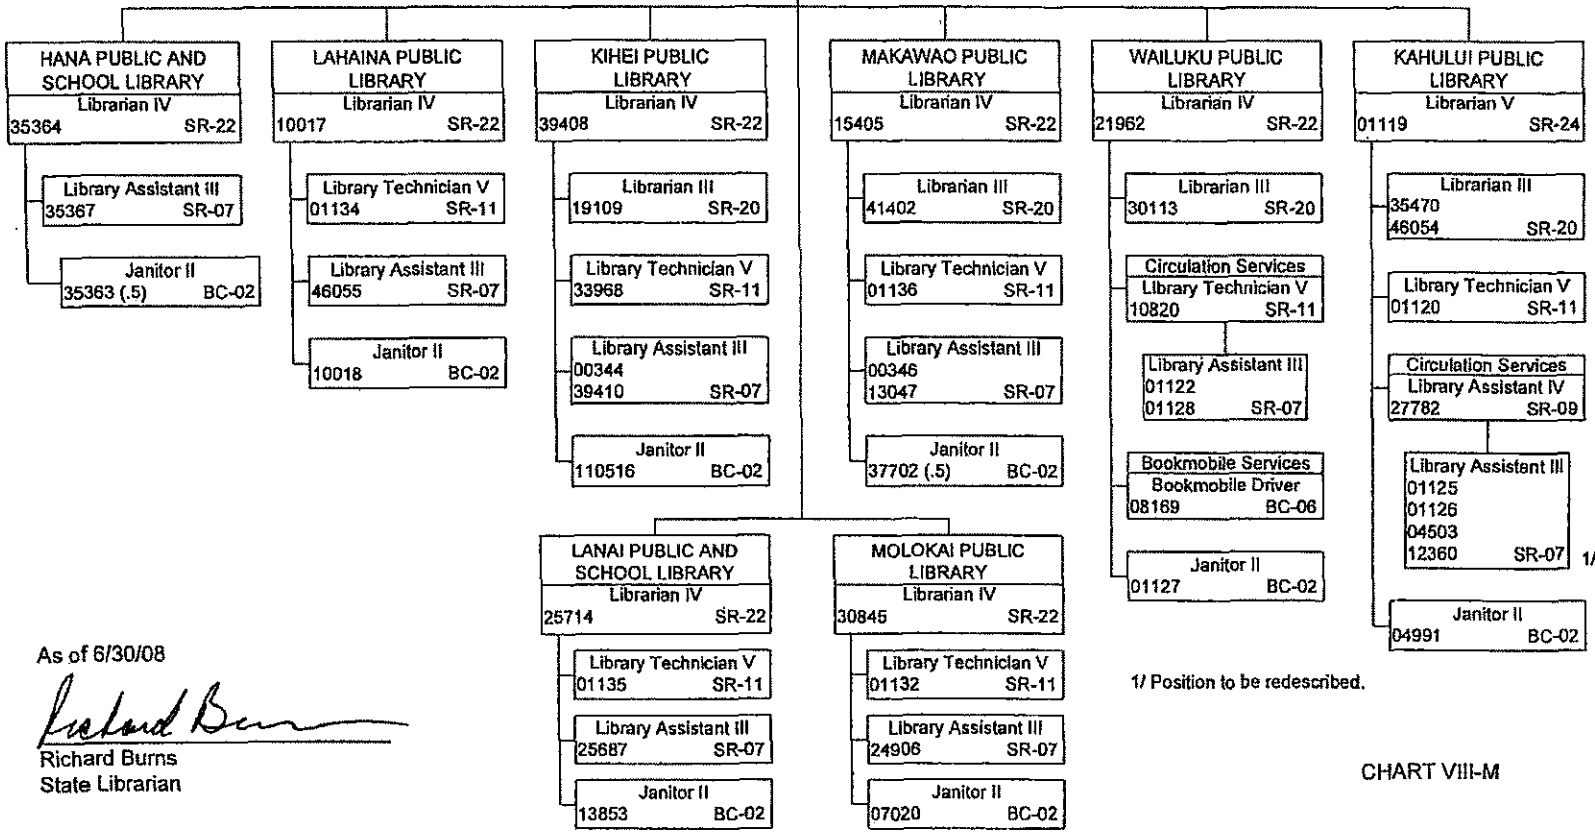 HANA PUBLIC AND
SCHOOL LIBRARY
Librarian IV
35364 SR-22
Library Assistant III
35367 SR-07
Janitor II
35363 (.5) BC-02
LAHAINA PUBLIC
LIBRARY
Librarian IV
10017 SR-22
Library Technician V
01134 SR-11
Library Assistant III
46055 SR-07
Janitor II
10018 BC-02
KIHEI PUBLIC
LIBRARY
Librarian IV
39408 SR-22
Librarian III
19109 SR-20
Library Technician V
33968 SR-11
Library Assistant III
00344
39410 SR-07
Janitor II
110516 BC-02
MAKAWAO PUBLIC
LIBRARY
Librarian IV
15405 SR-22
Librarian III
41402 SR-20
Library Technician V
01136 SR-11
Library Assistant III
00346
13047 SR-07
Janitor II
37702 (.5) BC-02
WAILUKU PUBLIC
LIBRARY
Librarian IV
21962 SR-22
Librarian III
30113 SR-20
Circulation Services
Library Technician V
10820 SR-11
Library Assistant III
01122
01128 SR-07
Bookmobile Services
Bookmobile Driver
08169 BC-06
Janitor II
01127 BC-02
KAHULUI PUBLIC
LIBRARY
Librarian V
01119 SR-24
Librarian III
35470
46054 SR-20
Library Technician V
01120 SR-11
Circulation Services
Library Assistant IV
27782 SR-09
Library Assistant III
01125
01126
04503
12360 SR-07 1/
Janitor II
04991 BC-02
LANAI PUBLIC AND
SCHOOL LIBRARY
Librarian IV
25714 SR-22
Library Technician V
01135 SR-11
Library Assistant III
25687 SR-07
Janitor II
13853 BC-02
MOLOKAI PUBLIC
LIBRARY
Librarian IV
30845 SR-22
Library Technician V
01132 SR-11
Library Assistant III
24906 SR-07
Janitor II
07020 BC-02
As of 6/30/08
Richard Burns
Richard Burns
State Librarian
1/ Position to be redescribed.
CHART VIII-M